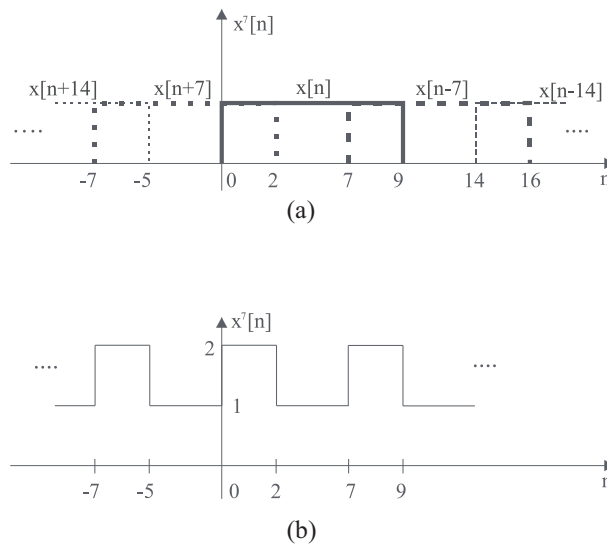 x⁷[n]
x[n+14] x[n+7] x[n] x[n-7] x[n-14]
.... ....
-7 -5 0 2 7 9 14 16 n
(a)
x⁷[n]
.... 2 ....
1
-7 -5 0 2 7 9 n
(b)